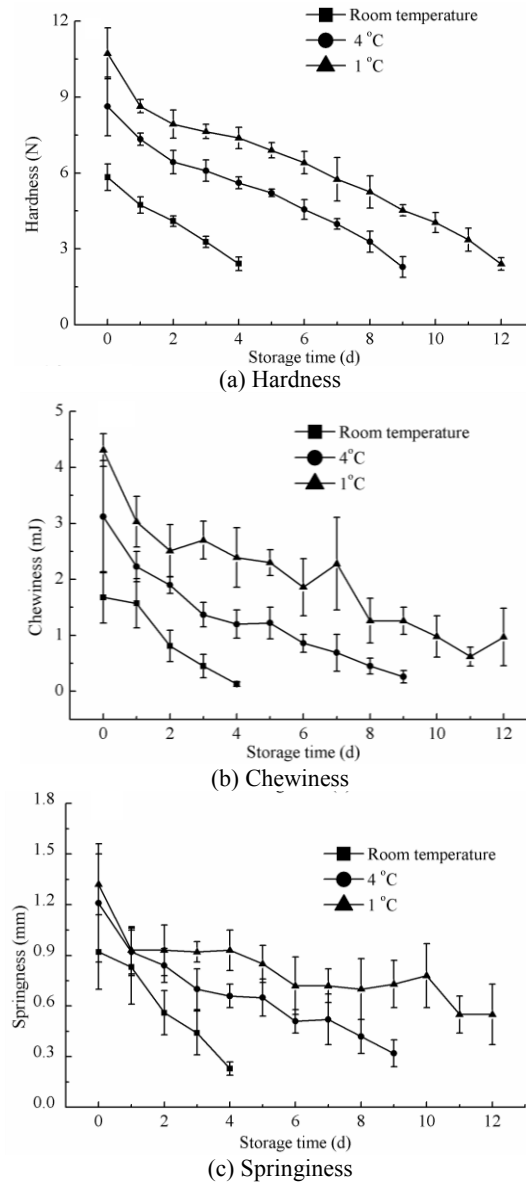 12
9
6
3
0
Hardness (N)
Room temperature
4 °C
1 °C
0 2 4 6 8 10 12
Storage time (d)
(a) Hardness
5
4
3
2
1
0
Chewiness (mJ)
Room temperature
4°C
1°C
0 2 4 6 8 10 12
Storage time (d)
(b) Chewiness
1.8
1.5
1.2
0.9
0.6
0.3
0.0
Springness (mm)
Room temperature
4 °C
1 °C
0 2 4 6 8 10 12
Storage time (d)
(c) Springiness